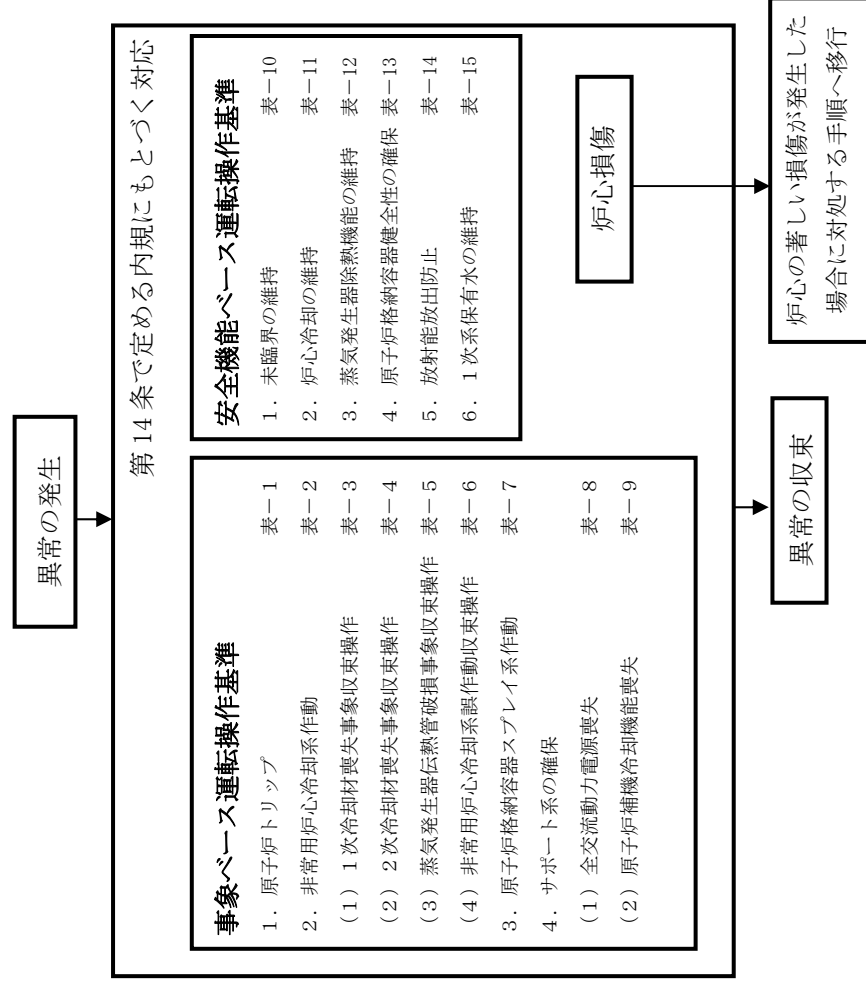 異常の発生
第14条で定める内規にもとづく対応
事象ベース運転操作基準
1．原子炉トリップ 表－1
2．非常用炉心冷却系作動 表－2
（1）1次冷却材喪失事象収束操作 表－3
（2）2次冷却材喪失事象収束操作 表－4
（3）蒸気発生器伝熱管破損事象収束操作 表－5
（4）非常用炉心冷却系誤作動収束操作 表－6
3．原子炉格納容器スプレイ系作動 表－7
4．サポート系の確保
（1）全交流動力電源喪失 表－8
（2）原子炉補機冷却機能喪失 表－9
安全機能ベース運転操作基準
1．未臨界の維持 表－10
2．炉心冷却の維持 表－11
3．蒸気発生器除熱機能の維持 表－12
4．原子炉格納容器健全性の確保 表－13
5．放射能放出防止 表－14
6．1次系保有水の維持 表－15
炉心損傷
異常の収束
炉心の著しい損傷が発生した
場合に対処する手順へ移行